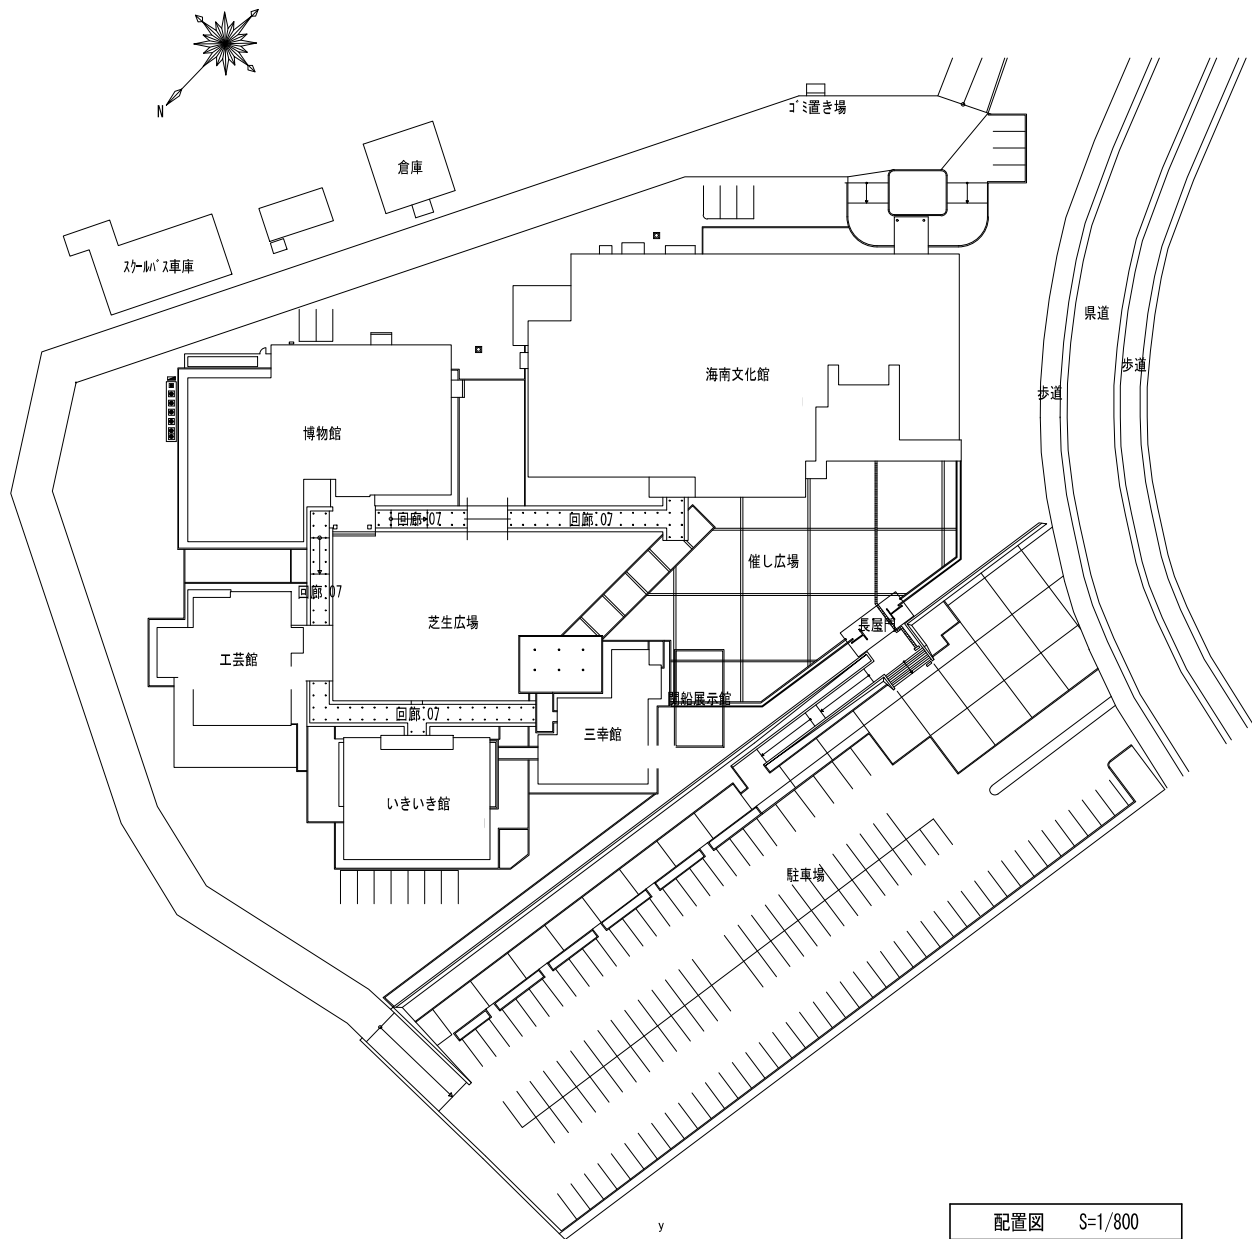 N
ゴミ置き場
倉庫
スクールバス車庫
県道
歩道
歩道
海南文化館
博物館
回廊.07
回廊.07
催し広場
回廊.07
芝生広場
長屋門
工芸館
関船展示館
回廊.07
三幸館
いきいき館
駐車場
y
配置図 S=1/800